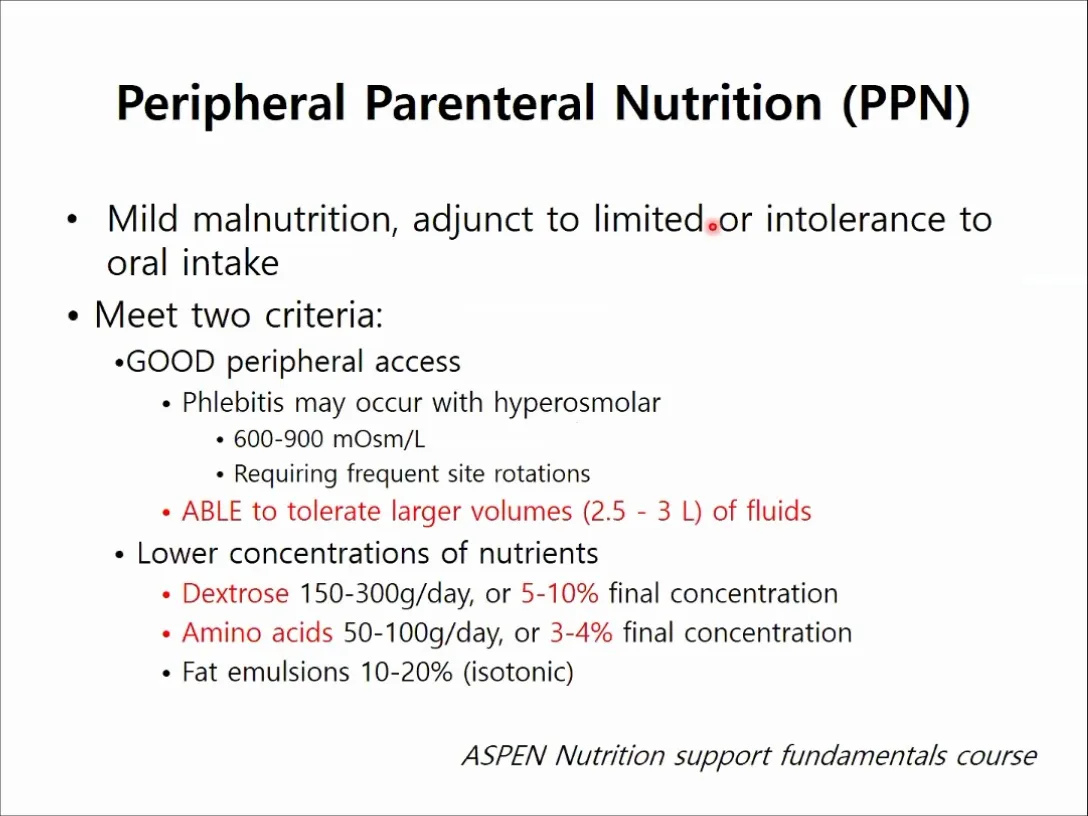 Peripheral Parenteral Nutrition (PPN)
• Mild malnutrition, adjunct to limited or intolerance to
oral intake
• Meet two criteria:
•GOOD peripheral access
• Phlebitis may occur with hyperosmolar
• 600-900 mOsm/L
• Requiring frequent site rotations
• ABLE to tolerate larger volumes (2.5 - 3 L) of fluids
• Lower concentrations of nutrients
• Dextrose 150-300g/day, or 5-10% final concentration
• Amino acids 50-100g/day, or 3-4% final concentration
• Fat emulsions 10-20% (isotonic)
ASPEN Nutrition support fundamentals course